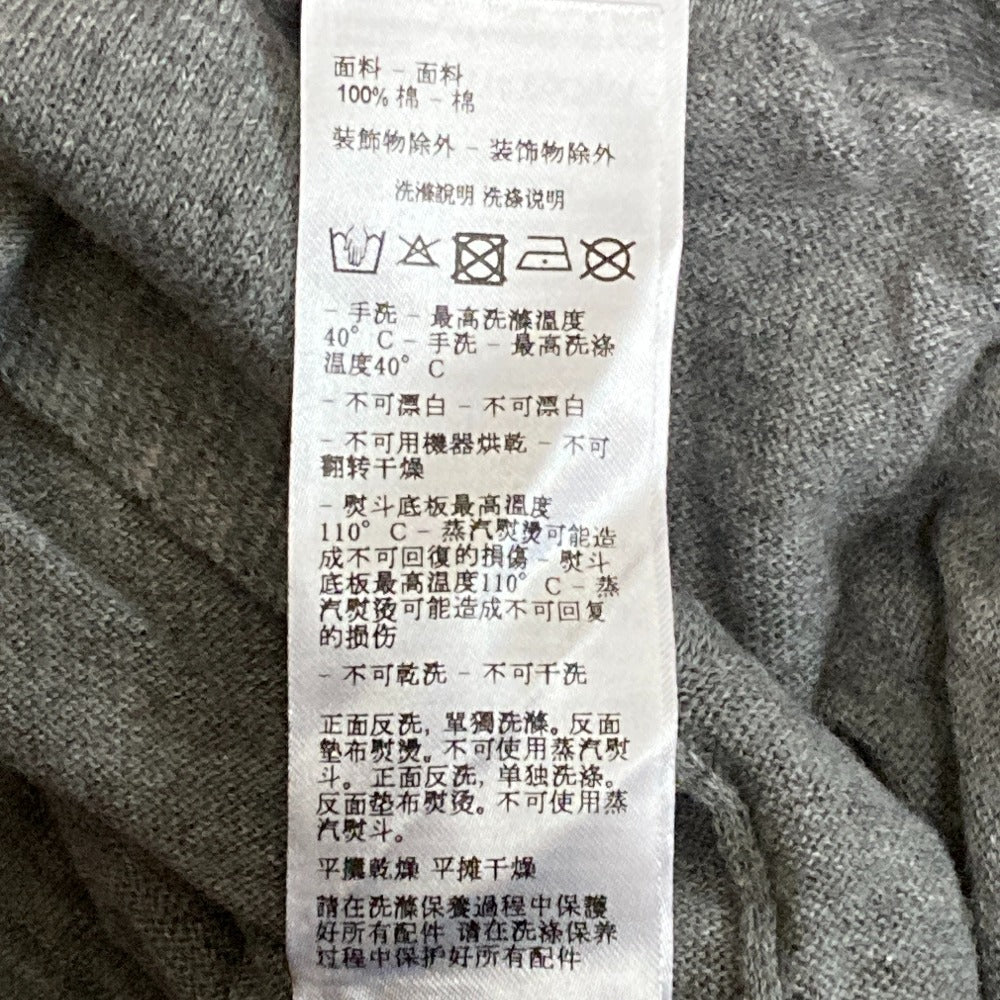 面料 - 面料
100% 棉 - 棉
裝飾物除外 - 装饰物除外
洗滌說明 洗涤说明
- 手洗 - 最高洗滌溫度
40° C - 手洗 - 最高洗涤
温度40° C
- 不可漂白 - 不可漂白
- 不可用機器烘乾 - 不可
翻转干燥
- 熨斗底板最高溫度
110° C - 蒸汽熨燙可能造
成不可回復的損傷 - 熨斗
底板最高温度110° C - 蒸
汽熨烫可能造成不可回复
的损伤
- 不可乾洗 - 不可干洗
正面反洗, 單獨洗滌。反面
墊布熨燙。不可使用蒸汽熨
斗。正面反洗, 单独洗涤。
反面垫布熨烫。不可使用蒸
汽熨斗。
平攤乾燥 平摊干燥
請在洗滌保養過程中保護
好所有配件 请在洗涤保养
过程中保护好所有配件